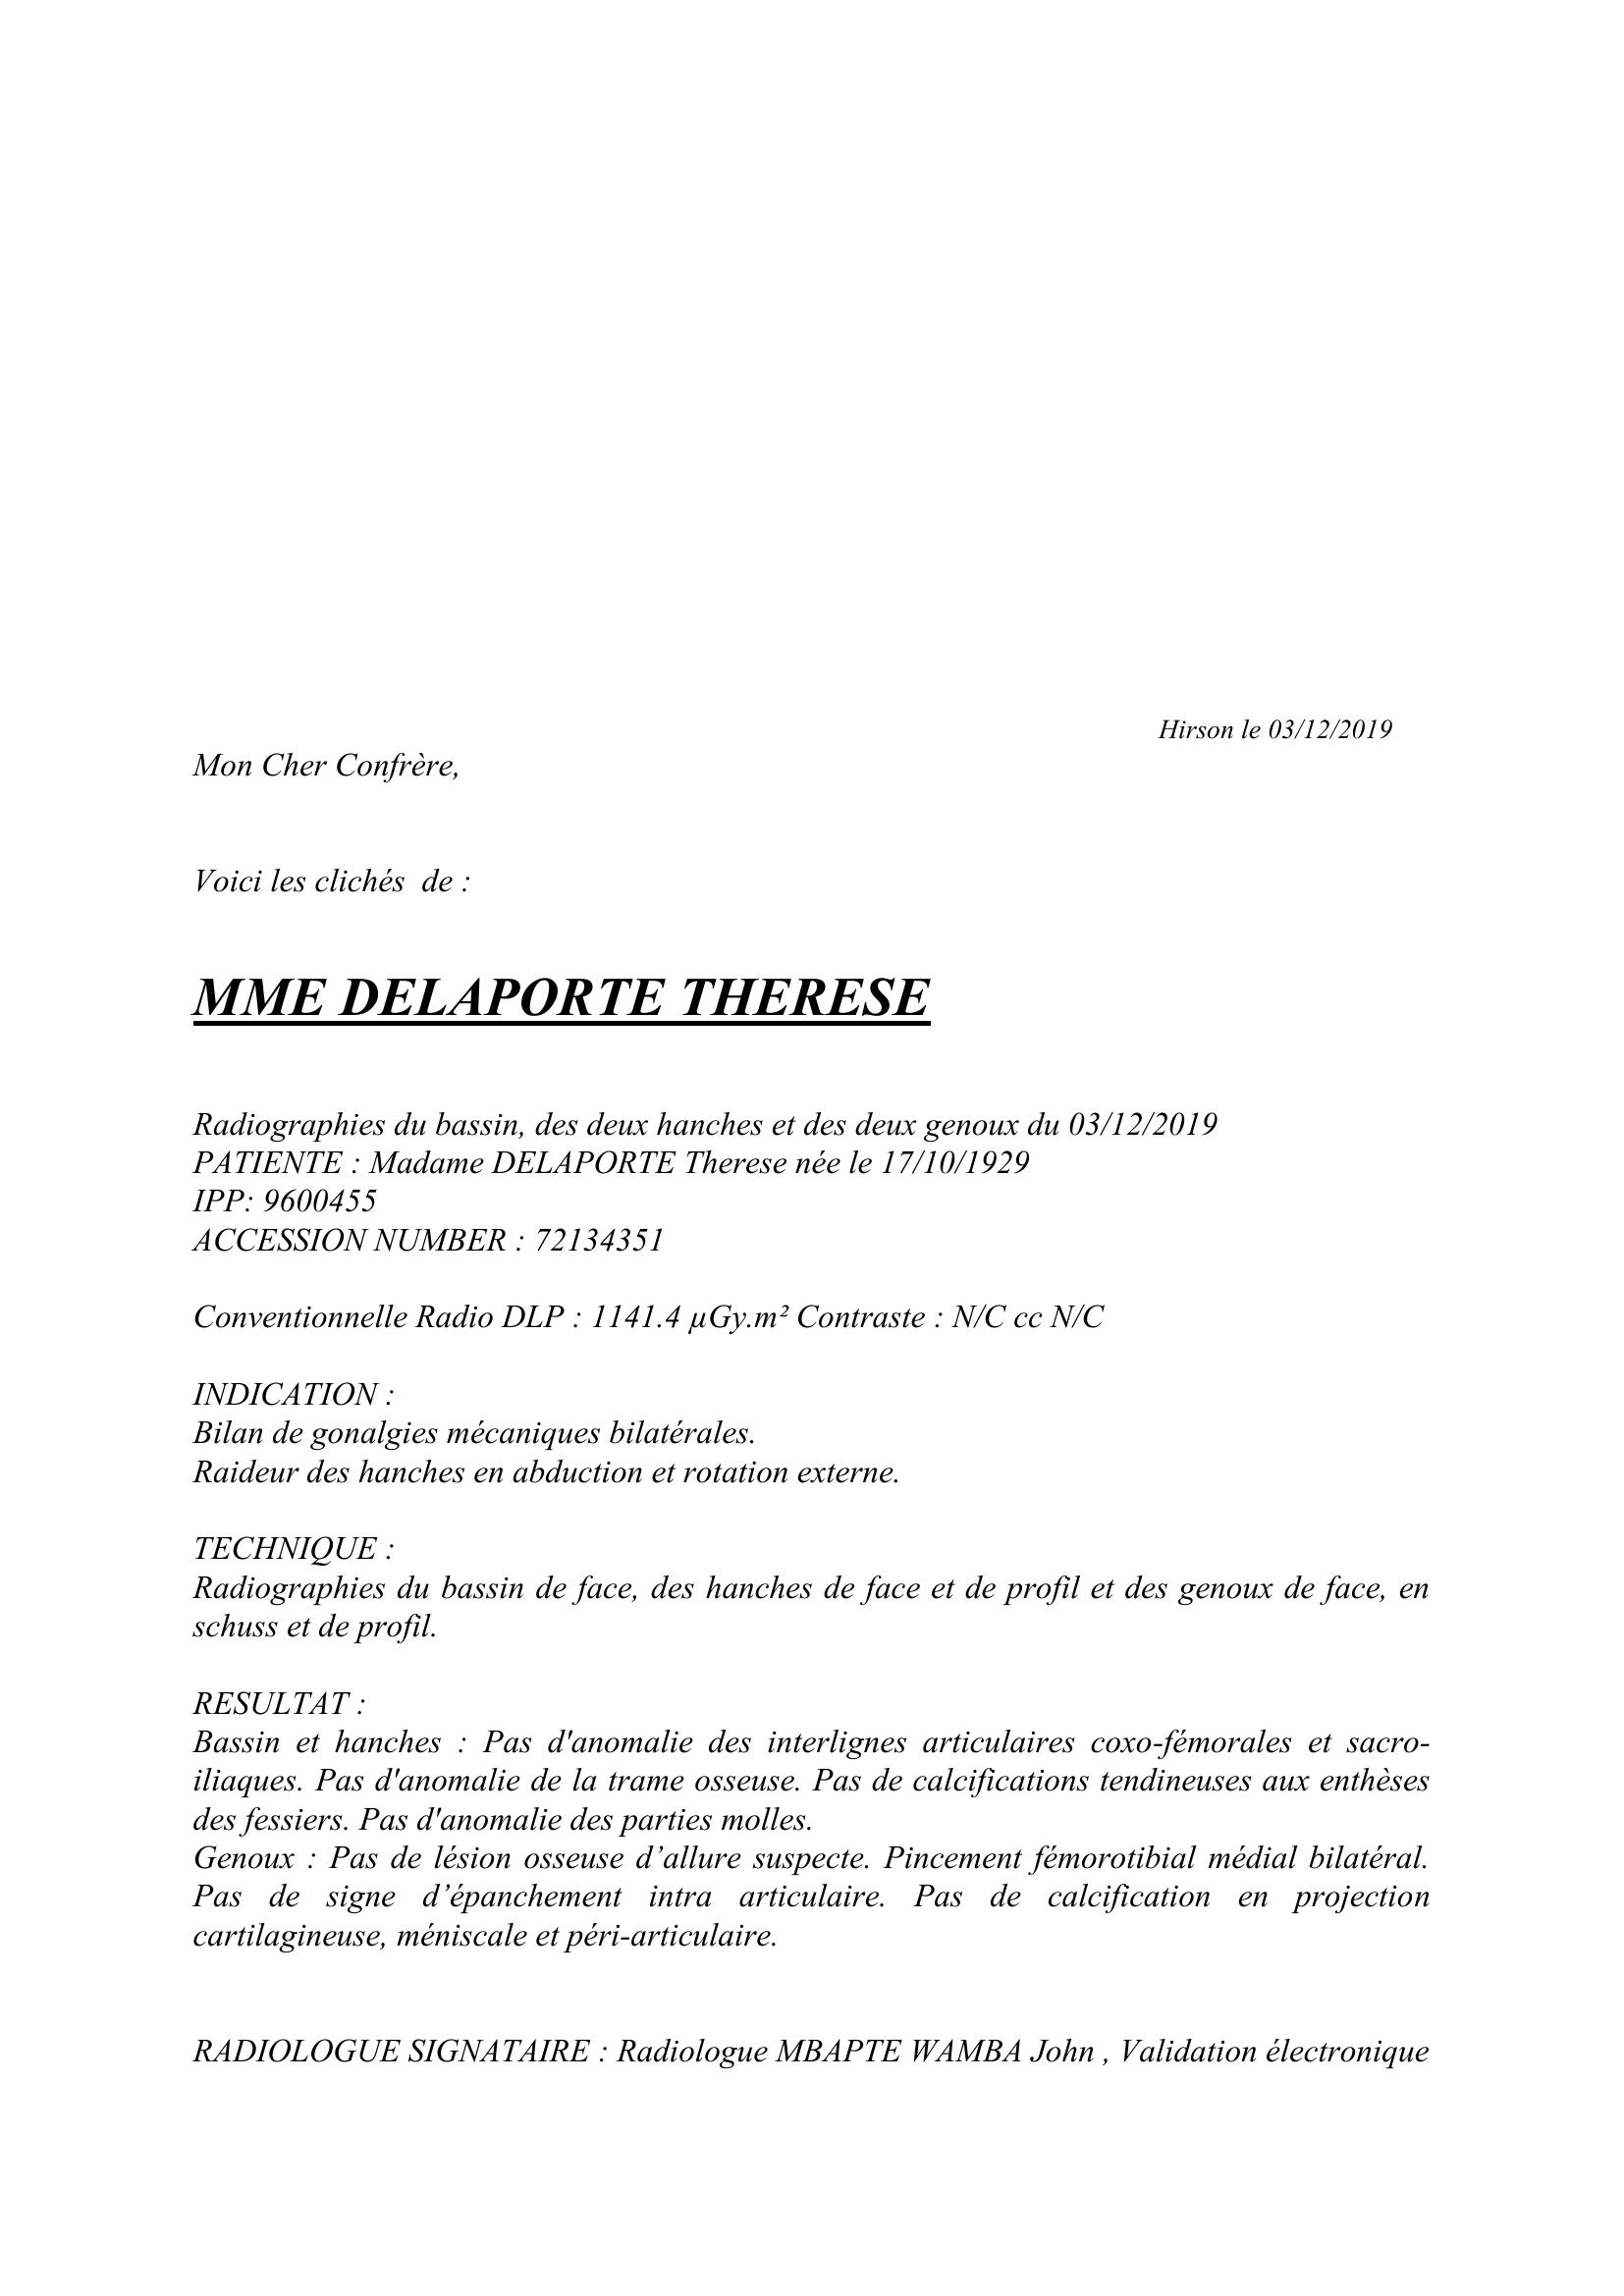 Hirson le 03/12/2019
Mon Cher Confrère,
Voici les clichés  de :
MME DELAPORTE THERESE
Radiographies du bassin, des deux hanches et des deux genoux du 03/12/2019
PATIENTE : Madame DELAPORTE Therese née le 17/10/1929
IPP: 9600455
ACCESSION NUMBER : 72134351
Conventionnelle Radio DLP : 1141.4 µGy.m² Contraste : N/C cc N/C
INDICATION :
Bilan de gonalgies mécaniques bilatérales.
Raideur des hanches en abduction et rotation externe.
TECHNIQUE :
Radiographies du bassin de face, des hanches de face et de profil et des genoux de face, en
schuss et de profil.
RESULTAT :
Bassin et hanches : Pas d'anomalie des interlignes articulaires coxo-fémorales et sacro-
iliaques. Pas d'anomalie de la trame osseuse. Pas de calcifications tendineuses aux enthèses
des fessiers. Pas d'anomalie des parties molles.
Genoux : Pas de lésion osseuse d’allure suspecte. Pincement fémorotibial médial bilatéral.
Pas de signe d’épanchement intra articulaire. Pas de calcification en projection
cartilagineuse, méniscale et péri-articulaire.
RADIOLOGUE SIGNATAIRE : Radiologue MBAPTE WAMBA John , Validation électronique